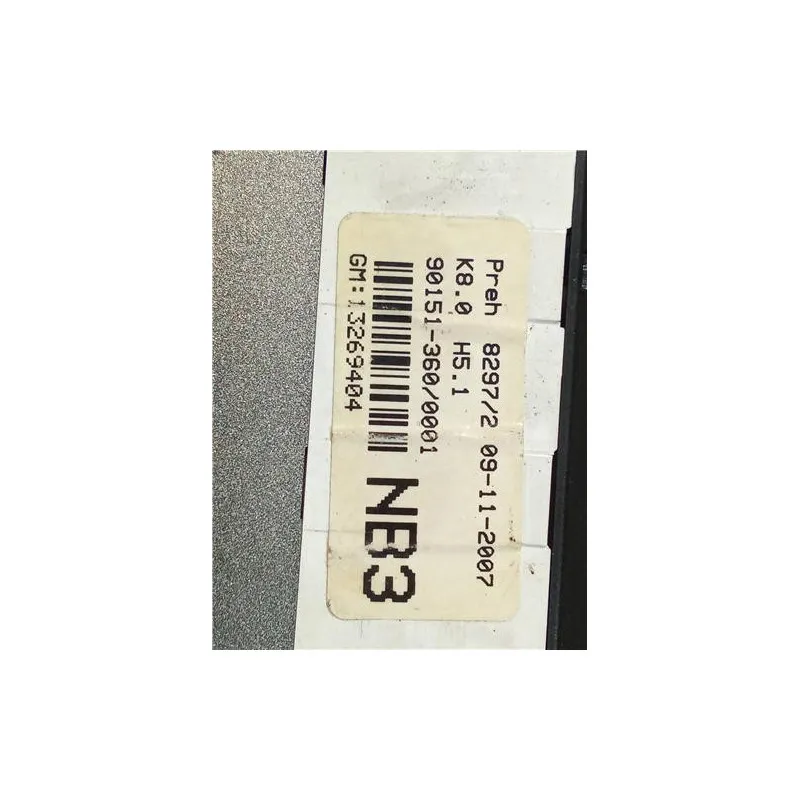 Preh 8297/2 09-11-2007
K8.0 H5.1
90151-360/0001
GM:13269404
NB3